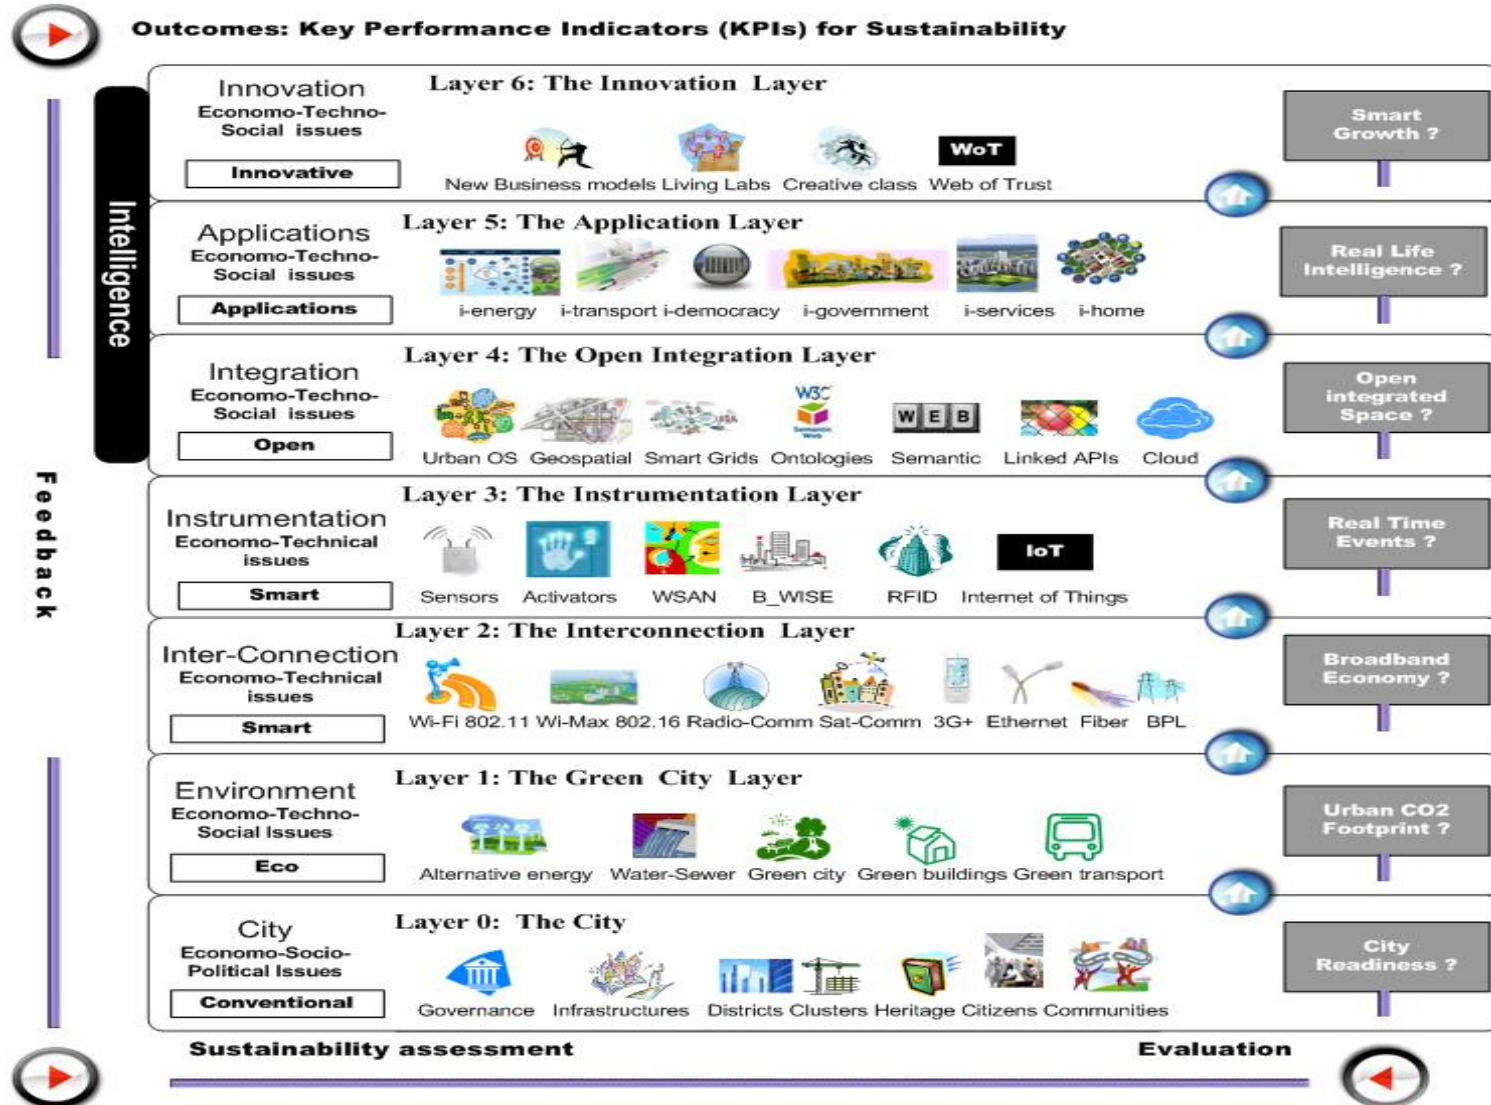 Outcomes: Key Performance Indicators (KPIs) for Sustainability
Intelligence
Feedback
Innovation
Economo-Techno-
Social issues
Innovative
Layer 6: The Innovation Layer
WoT
New Business models Living Labs Creative class Web of Trust
Smart
Growth ?
Applications
Economo-Techno-
Social issues
Applications
Layer 5: The Application Layer
i-energy i-transport i-democracy i-government i-services i-home
Real Life
Intelligence ?
Integration
Economo-Techno-
Social issues
Open
Layer 4: The Open Integration Layer
W3C
Semantic
Web
WEB
Urban OS Geospatial Smart Grids Ontologies Semantic Linked APIs Cloud
Open
integrated
Space ?
Instrumentation
Economo-Technical
issues
Smart
Layer 3: The Instrumentation Layer
IoT
Sensors Activators WSAN B_WISE RFID Internet of Things
Real Time
Events ?
Inter-Connection
Economo-Technical
issues
Smart
Layer 2: The Interconnection Layer
Wi-Fi 802.11 Wi-Max 802.16 Radio-Comm Sat-Comm 3G+ Ethernet Fiber BPL
Broadband
Economy ?
Environment
Economo-Techno-
Social Issues
Eco
Layer 1: The Green City Layer
Alternative energy Water-Sewer Green city Green buildings Green transport
Urban CO2
Footprint ?
City
Economo-Socio-
Political Issues
Conventional
Layer 0: The City
Governance Infrastructures Districts Clusters Heritage Citizens Communities
City
Readiness ?
Sustainability assessment
Evaluation